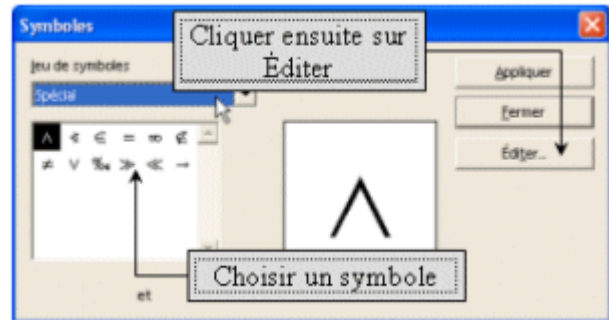 Symboles
Cliquer ensuite sur
Éditer
Jeu de symboles
Spécial
Appliquer
Fermer
Éditer...
∧ ∢ ∈ = ∞ ∉
≠ ∨ ‰ ≫ ≪ →
∧
Choisir un symbole
et